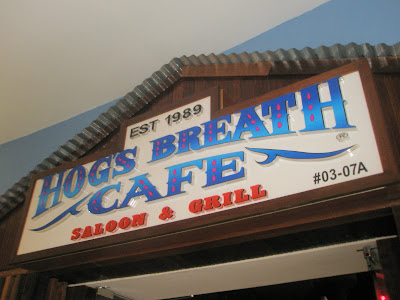 EST 1989
HOGS BREATH
CAFE ®
SALOON & GRILL
#03-07A